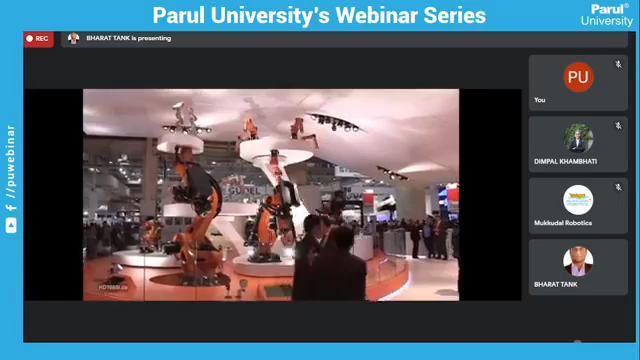 Parul University's Webinar Series
Parul®
University
REC
BHARAT TANK is presenting
PU
You
DIMPAL KHAMBHATI
Mukkudal Robotics
BHARAT TANK
//puwebinar
GÜDEL